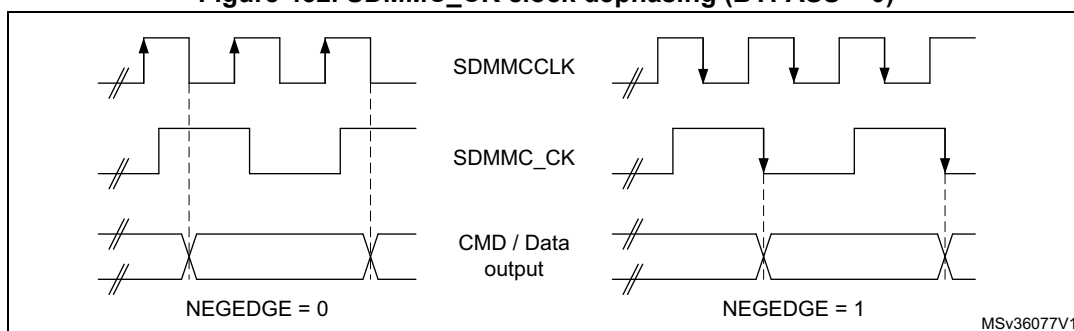 SDMMCCLK
SDMMC_CK
CMD / Data
output
NEGEDGE = 0
NEGEDGE = 1
MSv36077V1